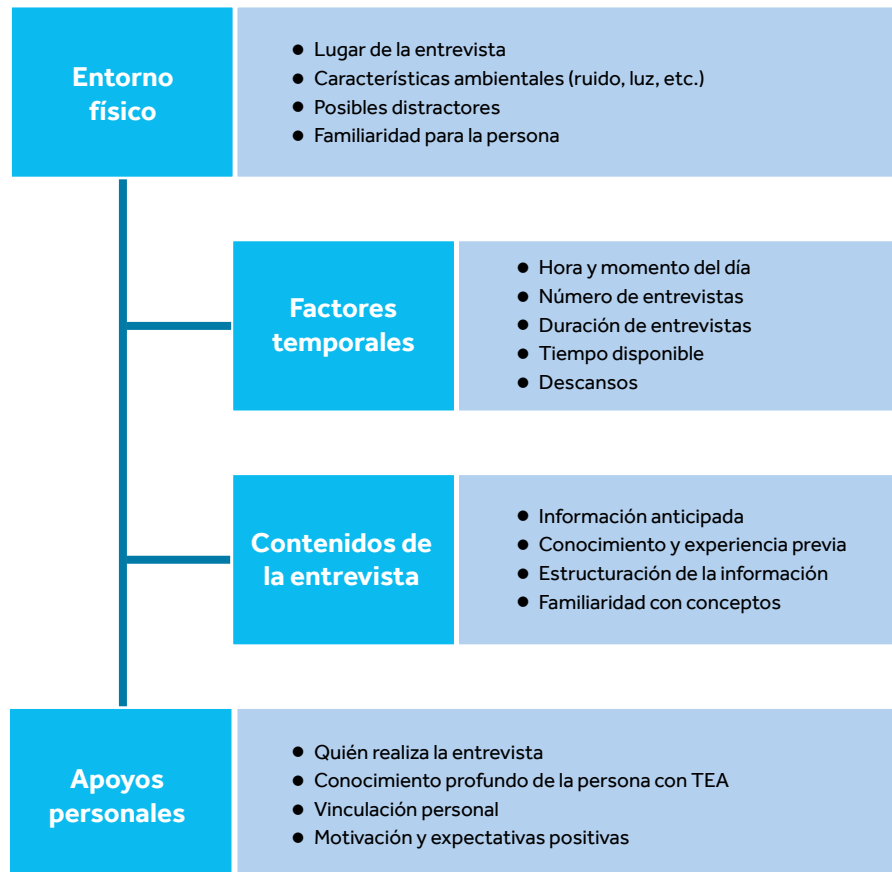 Entorno
físico
● Lugar de la entrevista
● Características ambientales (ruido, luz, etc.)
● Posibles distractores
● Familiaridad para la persona
Factores
temporales
● Hora y momento del día
● Número de entrevistas
● Duración de entrevistas
● Tiempo disponible
● Descansos
Contenidos de
la entrevista
● Información anticipada
● Conocimiento y experiencia previa
● Estructuración de la información
● Familiaridad con conceptos
Apoyos
personales
● Quién realiza la entrevista
● Conocimiento profundo de la persona con TEA
● Vinculación personal
● Motivación y expectativas positivas